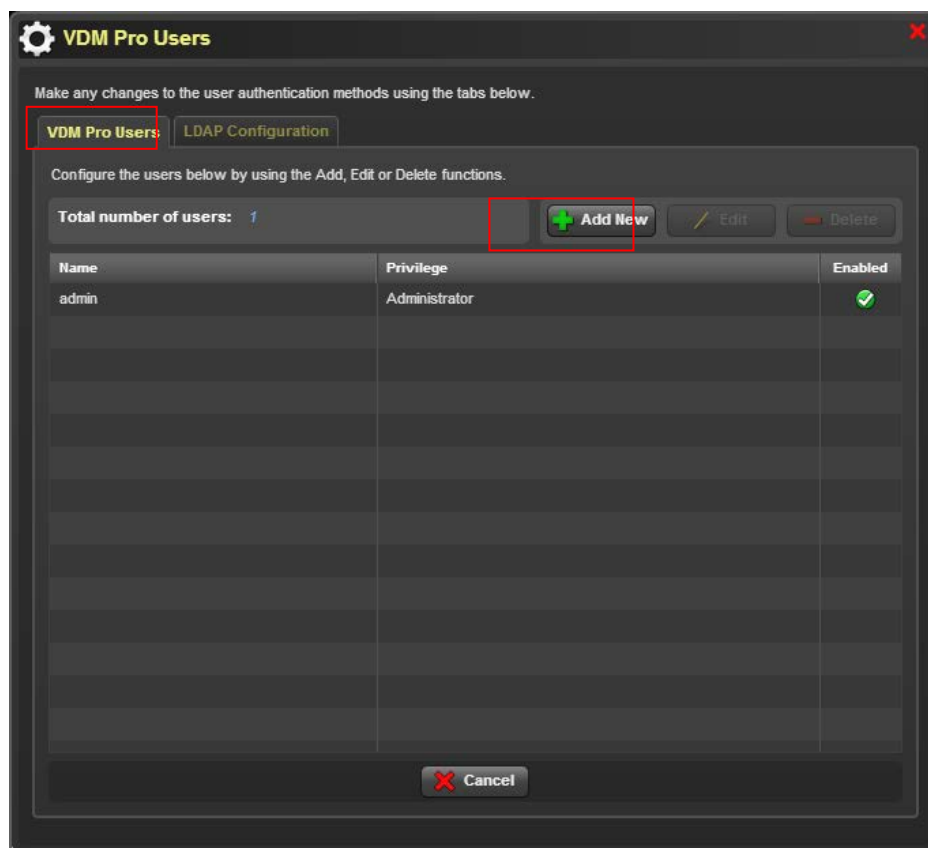 VDM Pro Users
Make any changes to the user authentication methods using the tabs below.
VDM Pro Users LDAP Configuration
Configure the users below by using the Add, Edit or Delete functions.
Total number of users: 1 Add New Edit Delete
Name Privilege Enabled
admin Administrator
Cancel